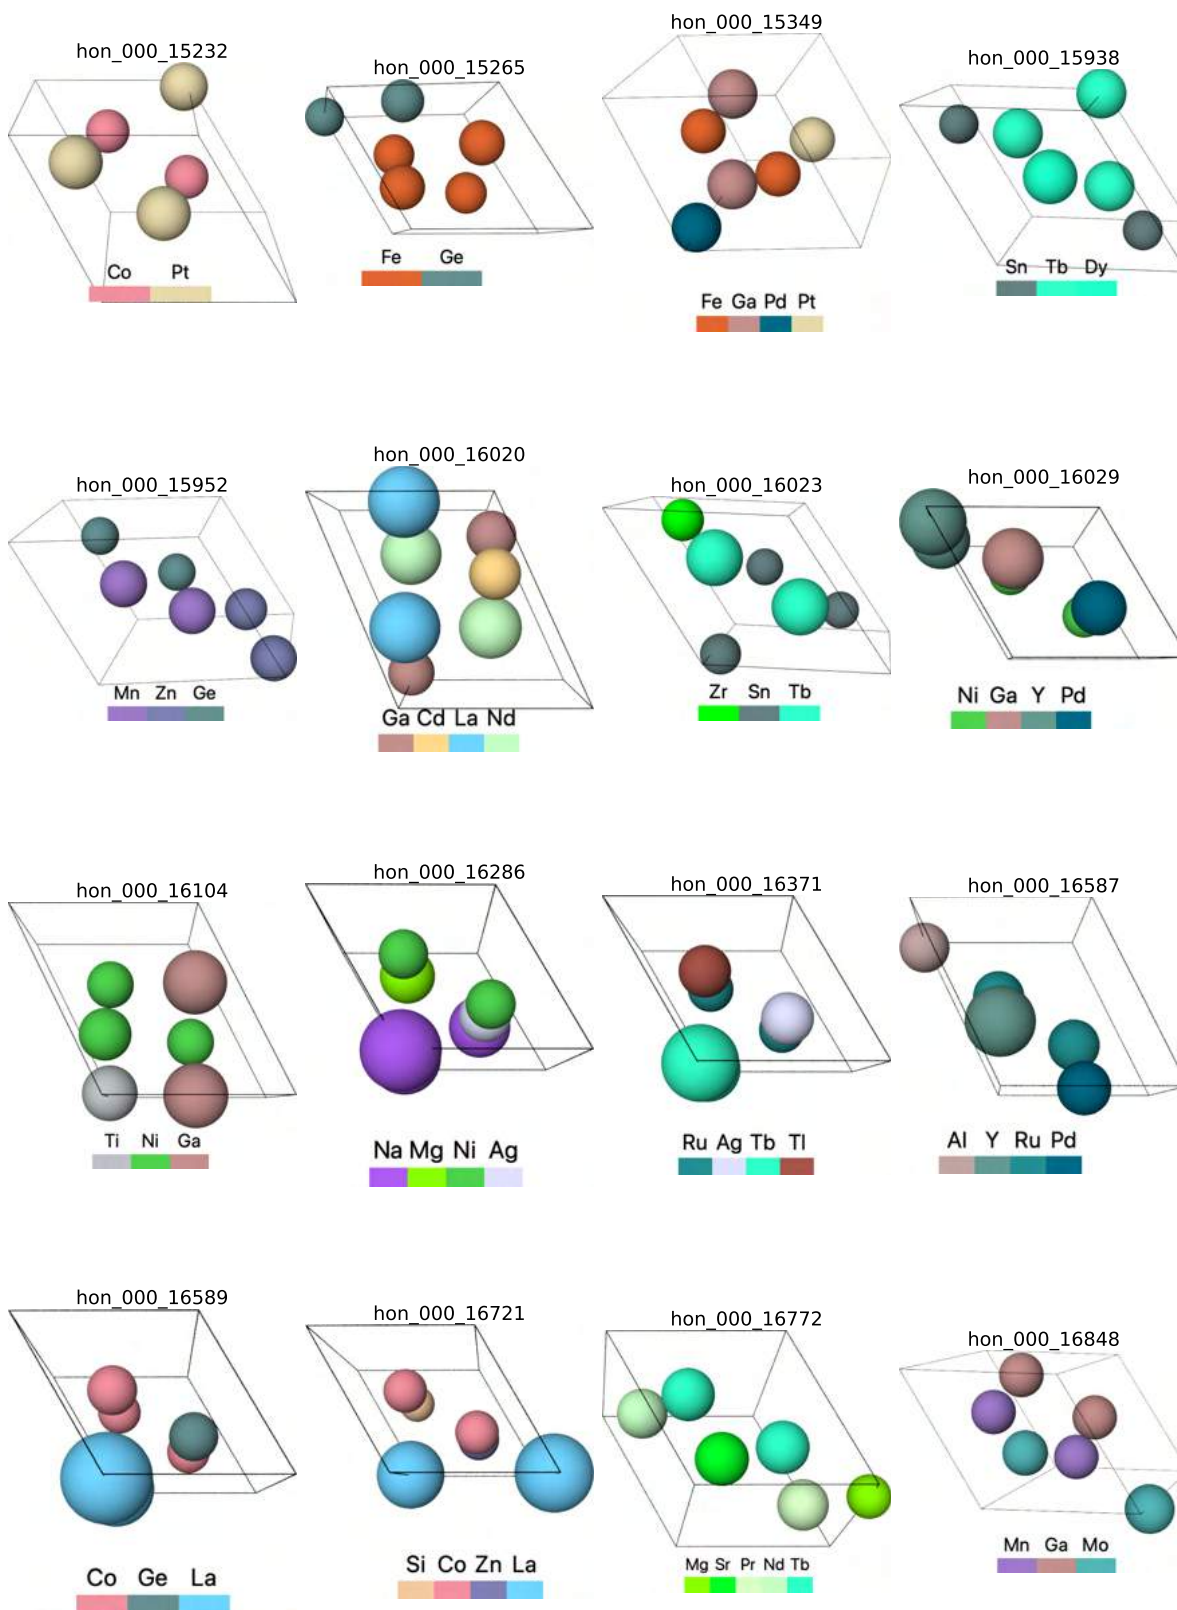 hon_000_15232
hon_000_15265
hon_000_15349
hon_000_15938
Co Pt
Fe Ge
Fe Ga Pd Pt
Sn Tb Dy
hon_000_15952
hon_000_16020
hon_000_16023
hon_000_16029
Mn Zn Ge
Ga Cd La Nd
Zr Sn Tb
Ni Ga Y Pd
hon_000_16104
hon_000_16286
hon_000_16371
hon_000_16587
Ti Ni Ga
Na Mg Ni Ag
Ru Ag Tb Tl
Al Y Ru Pd
hon_000_16589
hon_000_16721
hon_000_16772
hon_000_16848
Co Ge La
Si Co Zn La
Mg Sr Pr Nd Tb
Mn Ga Mo